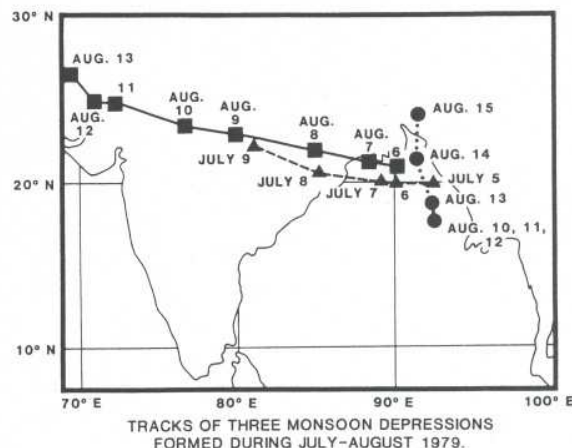 30° N
AUG. 13
11
AUG. 12
AUG. 10
AUG. 9
AUG. 8
AUG. 7
6
AUG. 15
AUG. 14
JULY 9
JULY 8
JULY 7
6
JULY 5
20° N
AUG. 13
AUG. 10, 11, 12
10° N
70° E
80° E
90° E
100° E
TRACKS OF THREE MONSOON DEPRESSIONS
FORMED DURING JULY-AUGUST 1979.